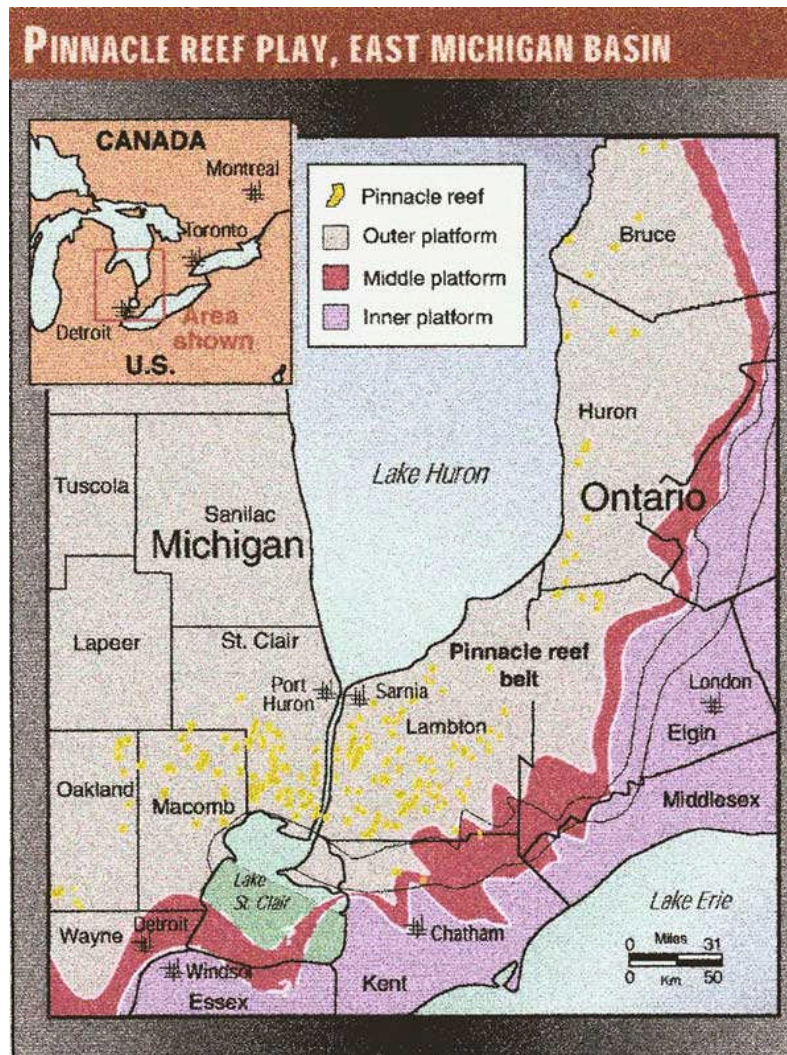 PINNACLE REEF PLAY, EAST MICHIGAN BASIN
CANADA
Montreal
Toronto
Detroit
Area
shown
U.S.
Pinnacle reef
Outer platform
Middle platform
Inner platform
Bruce
Huron
Lake Huron
Ontario
Tuscola
Sanilac
Michigan
Lapeer
St. Clair
Pinnacle reef
belt
Port
Huron
Sarnia
London
Lambton
Elgin
Oakland
Macomb
Middlesex
Lake
St. Clair
Lake Erie
Wayne
Detroit
Chatham
Windsor
Kent
Essex
0 Miles 31
0 Km 50